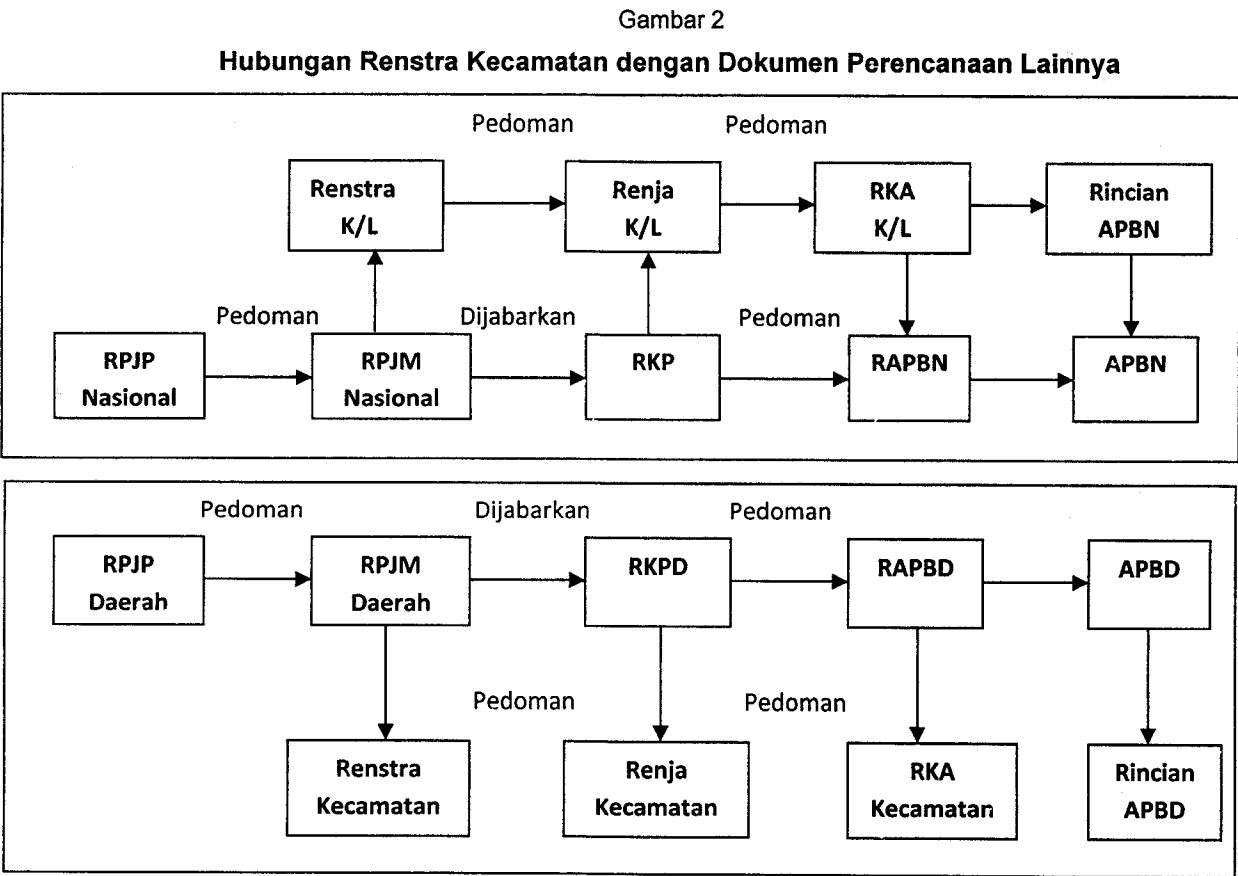 Gambar 2
Hubungan Renstra Kecamatan dengan Dokumen Perencanaan Lainnya
Pedoman
Pedoman
Renstra
K/L
Renja
K/L
RKA
K/L
Rincian
APBN
Pedoman
Dijabarkan
Pedoman
RPJP
Nasional
RPJM
Nasional
RKP
RAPBN
APBN
Pedoman
Dijabarkan
Pedoman
RPJP
Daerah
RPJM
Daerah
RKPD
RAPBD
APBD
Pedoman
Pedoman
Renstra
Kecamatan
Renja
Kecamatan
RKA
Kecamatan
Rincian
APBD